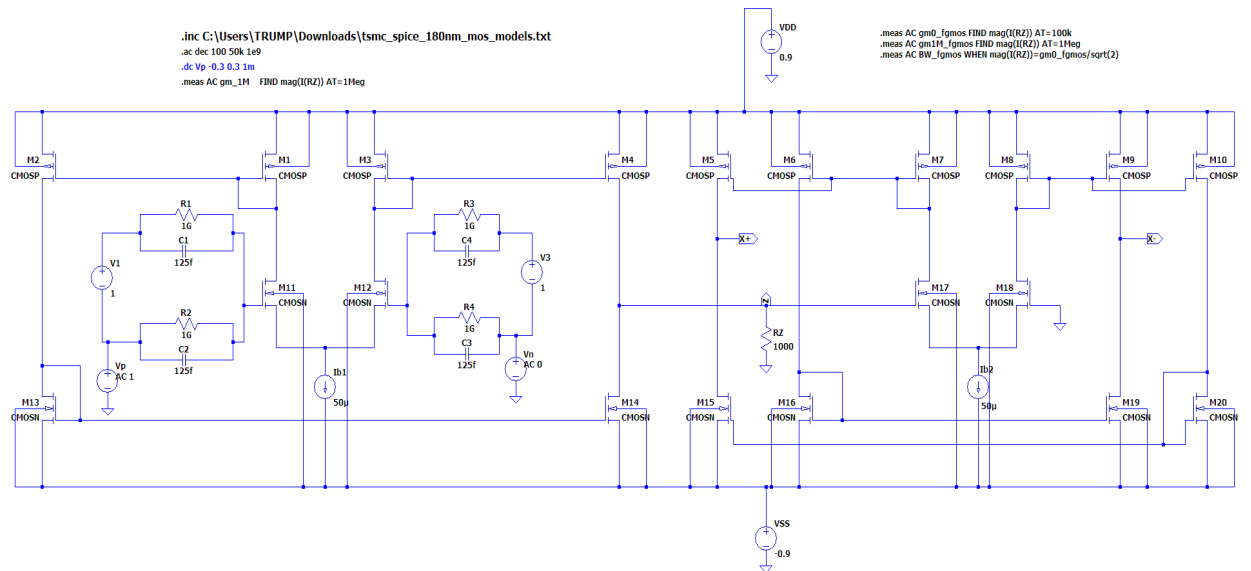 .inc C:\Users\TRUMP\Downloads\tsmc_spice_180nm_mos_models.txt
.ac dec 100 50k 1e9
.dc Vp -0.3 0.3 1m
.meas AC gm_1M    FIND mag(I(RZ)) AT=1Meg
VDD
0.9
.meas AC gm0_fgmos FIND mag(I(RZ)) AT=100k
.meas AC gm1M_fgmos FIND mag(I(RZ)) AT=1Meg
.meas AC BW_fgmos WHEN mag(I(RZ))=gm0_fgmos/sqrt(2)
M2
CMOSP
M1
CMOSP
M3
CMOSP
M4
CMOSP
M5
CMOSP
M6
CMOSP
M7
CMOSP
M8
CMOSP
M9
CMOSP
M10
CMOSP
R1
1G
C1
125f
R3
1G
C4
125f
V1
1
V3
1
X+
X-
M11
CMOSN
M12
CMOSN
M17
CMOSN
M18
CMOSN
R2
1G
C2
125f
R4
1G
C3
125f
Z
RZ
1000
Vp
AC 1
Vn
AC 0
Ib1
50µ
Ib2
50µ
M13
CMOSN
M14
CMOSN
M15
CMOSN
M16
CMOSN
M19
CMOSN
M20
CMOSN
VSS
-0.9